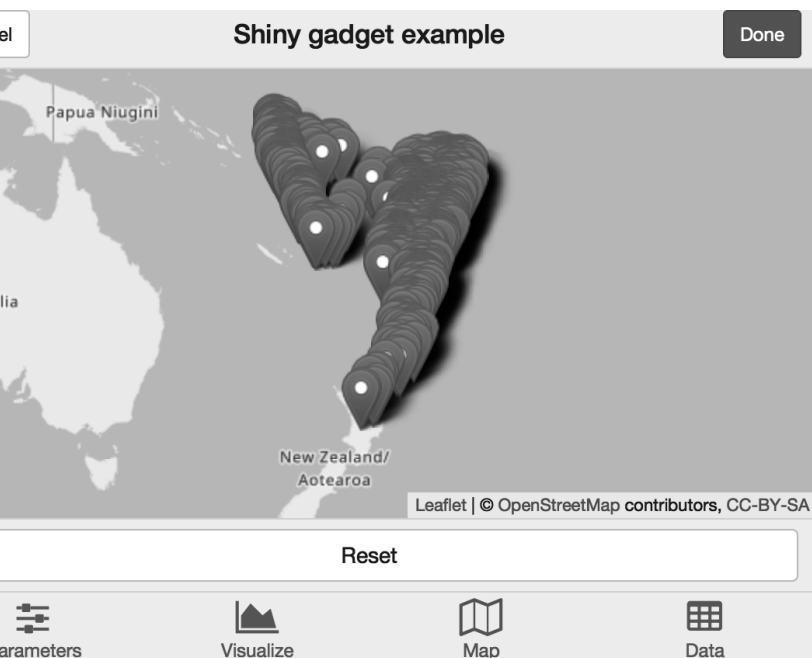 el
Shiny gadget example
Done
Papua Niugini
lia
New Zealand/
Aotearoa
Leaflet | © OpenStreetMap contributors, CC-BY-SA
Reset
arameters
Visualize
Map
Data